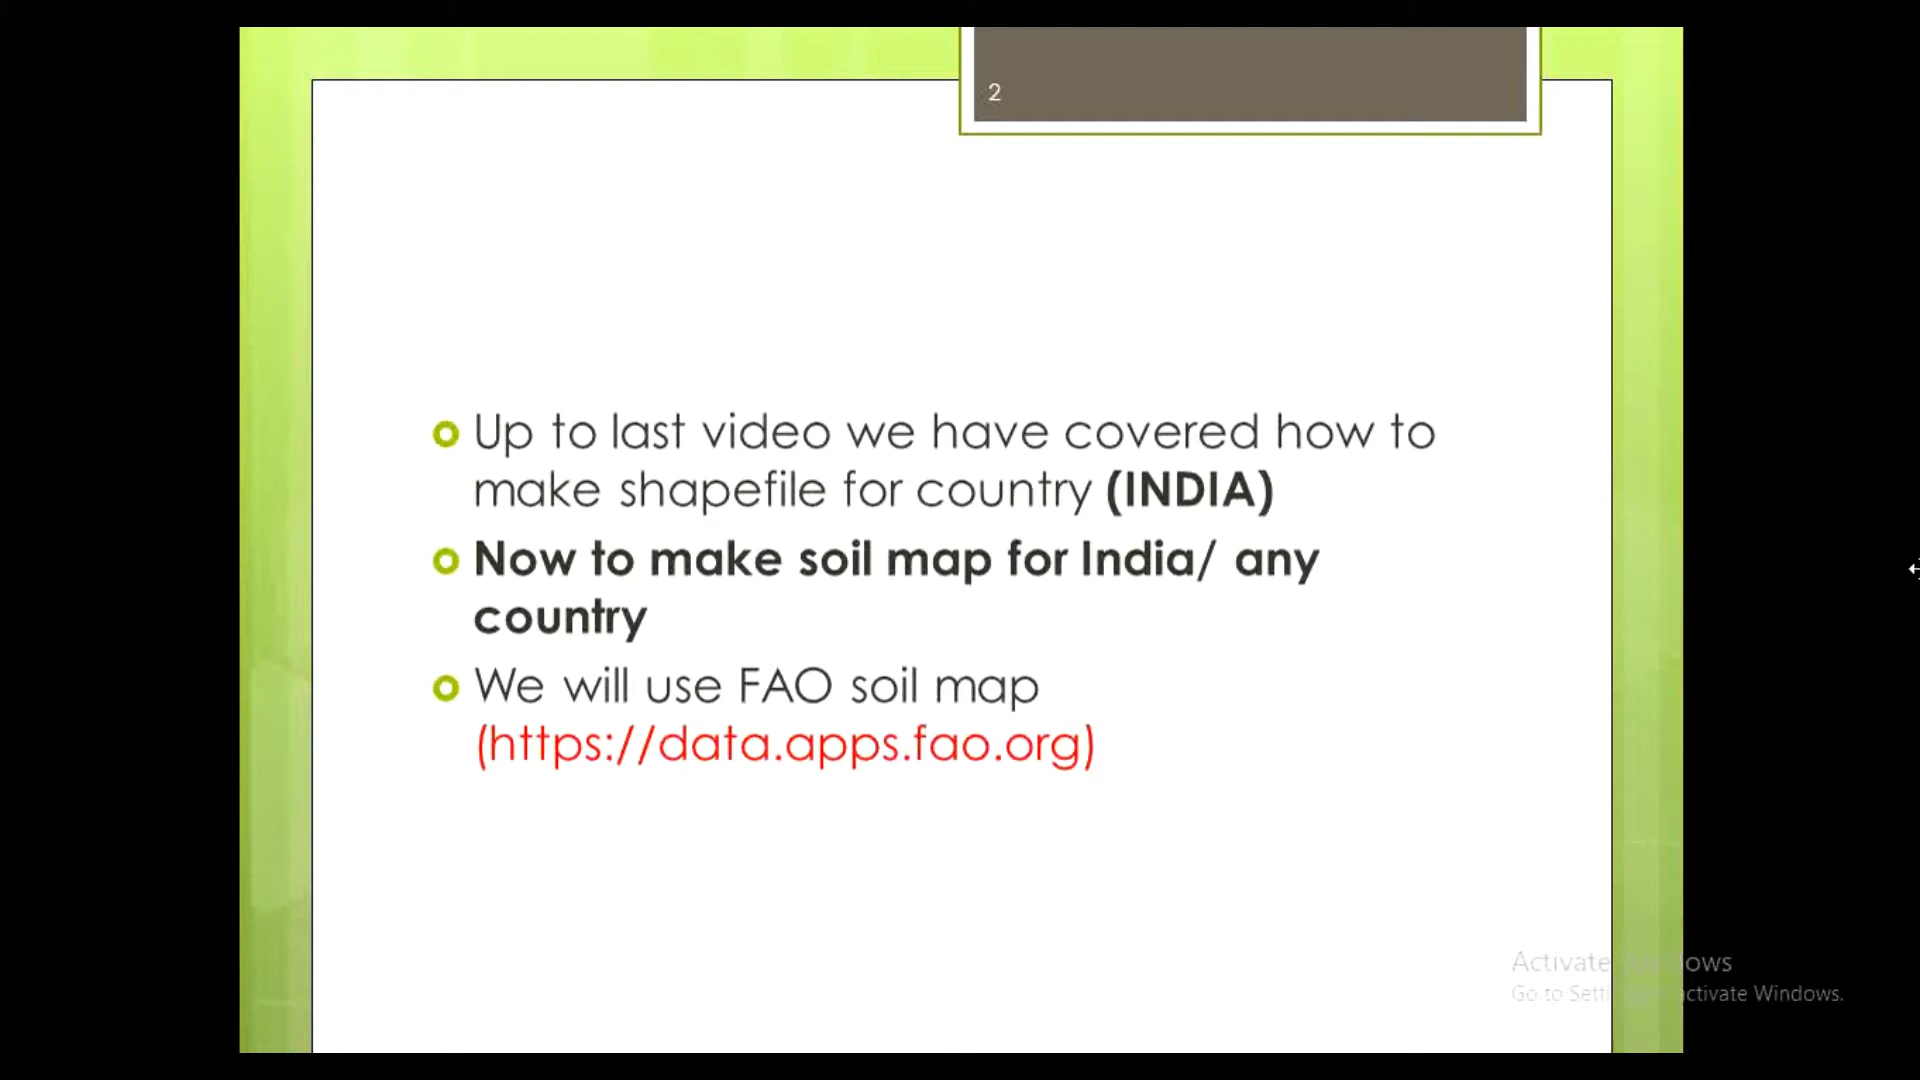 2
Up to last video we have covered how to
make shapefile for country (INDIA)
Now to make soil map for India/ any
country
We will use FAO soil map
(https://data.apps.fao.org)
Activate Windows
Go to Settings to activate Windows.